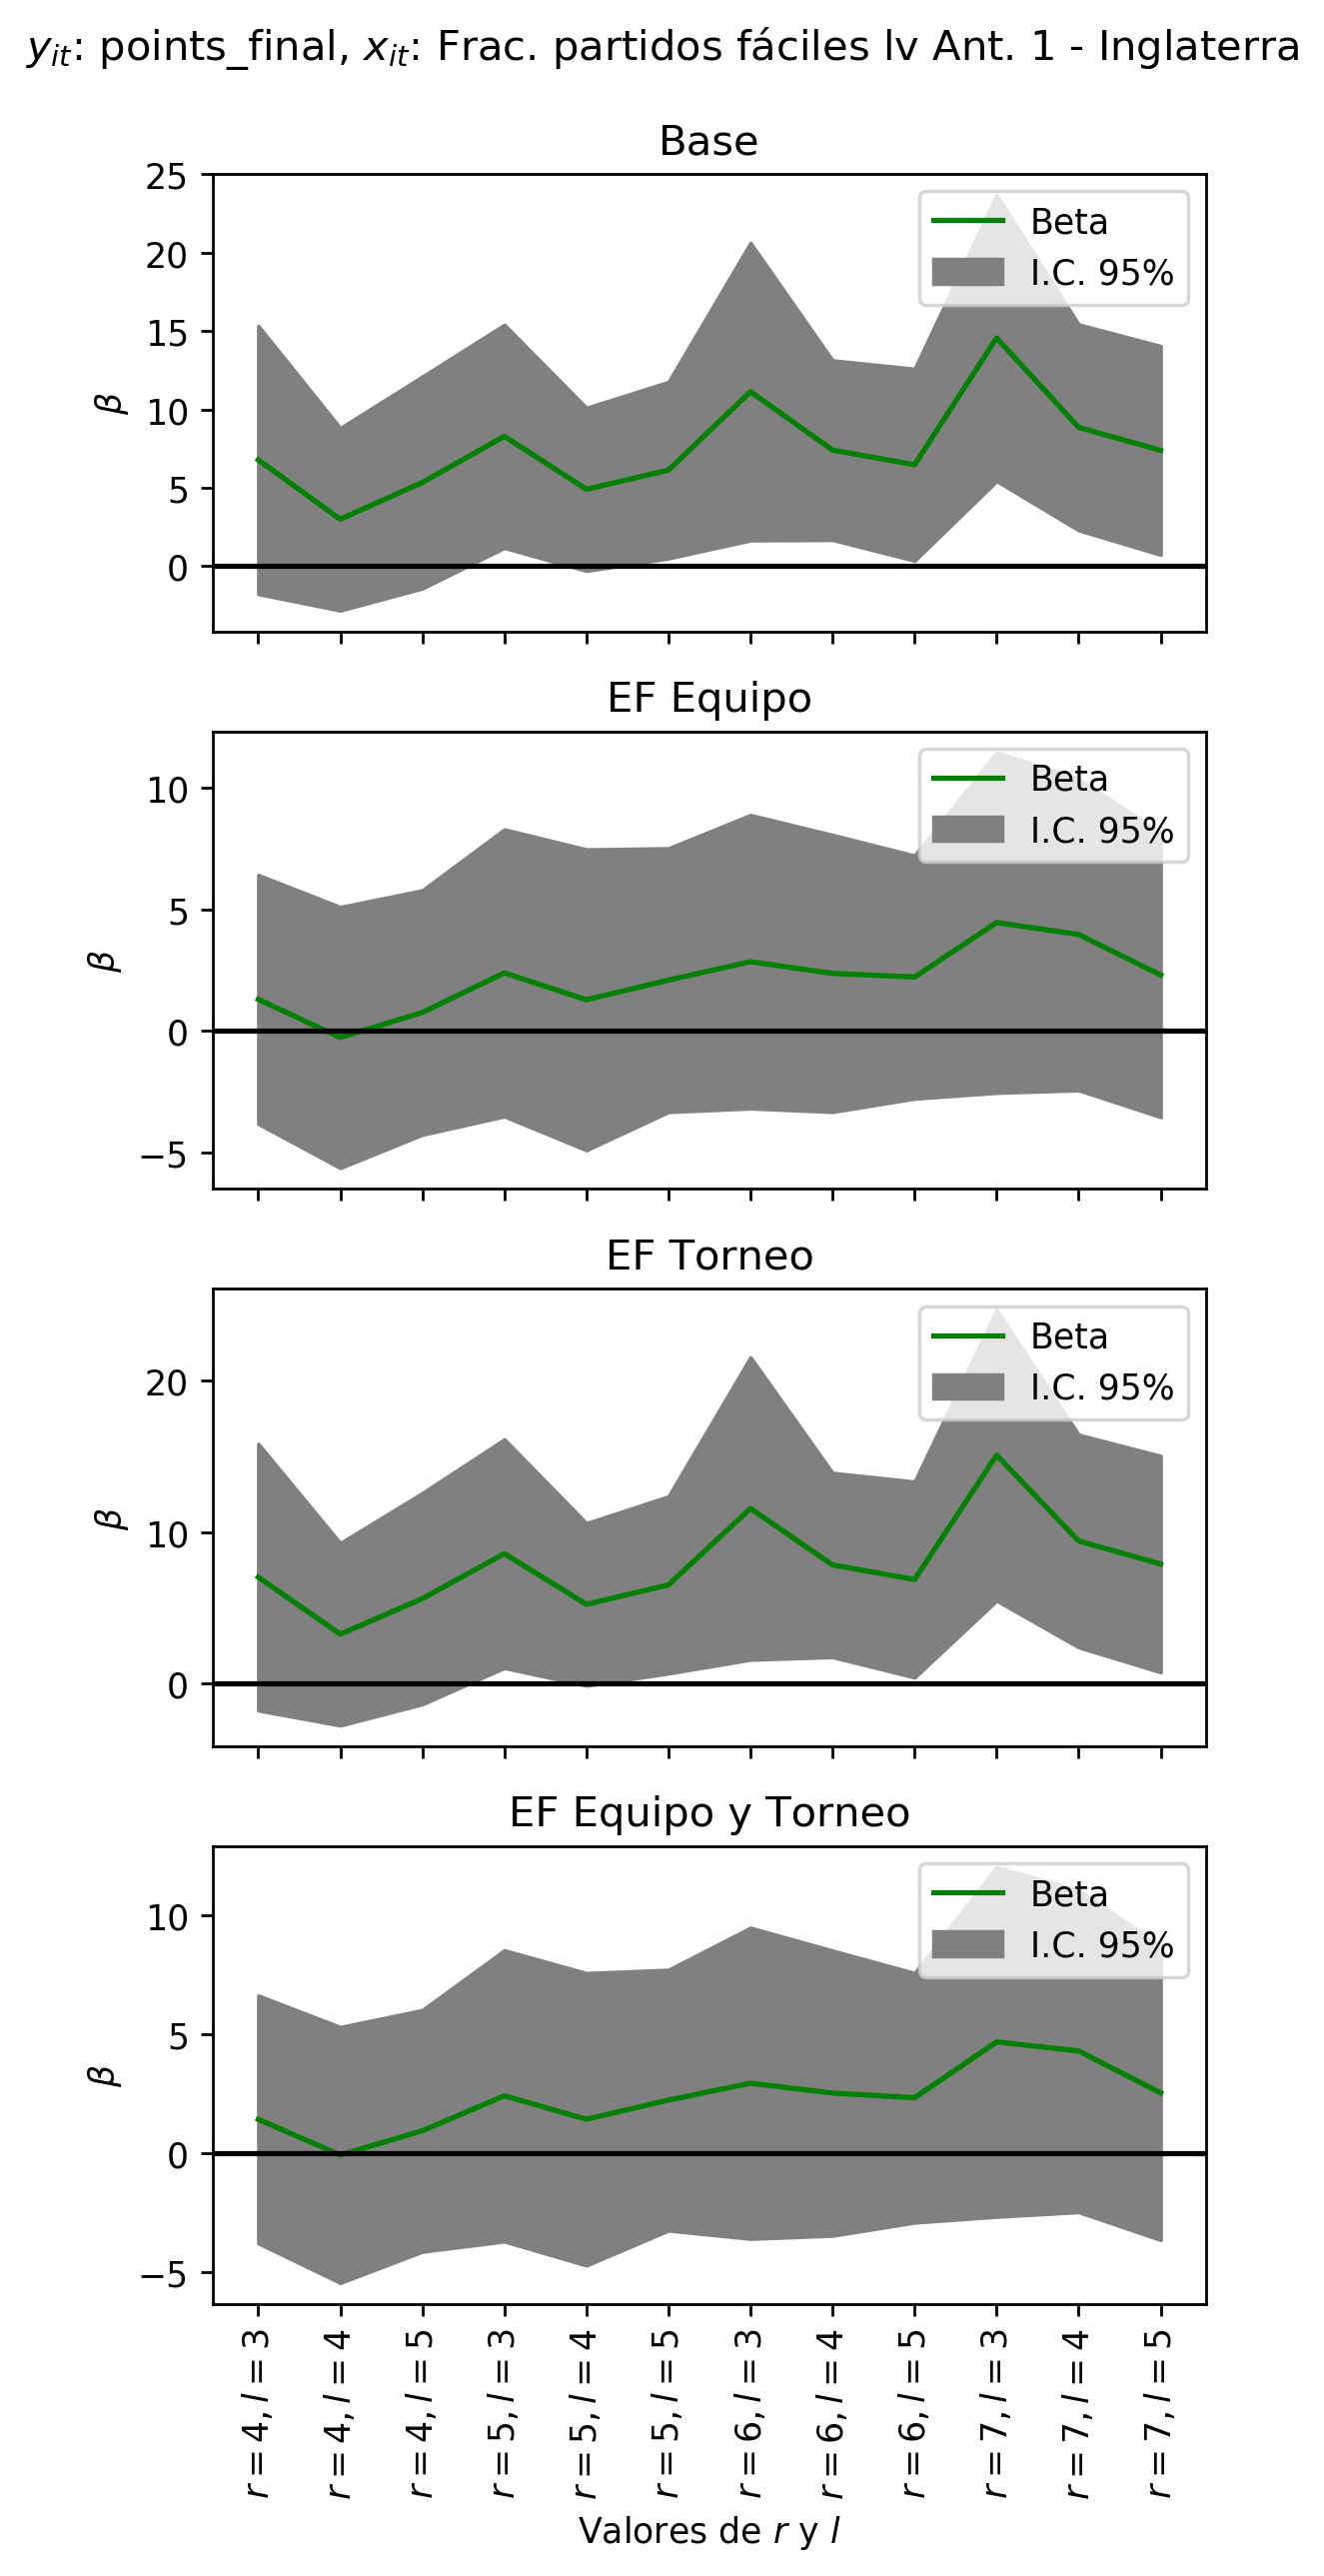 y_it: points_final, x_it: Frac. partidos fáciles lv Ant. 1 - Inglaterra
Base
25
20
15
10
5
0
β
Beta
I.C. 95%
EF Equipo
10
5
0
−5
β
Beta
I.C. 95%
EF Torneo
20
10
0
β
Beta
I.C. 95%
EF Equipo y Torneo
10
5
0
−5
β
Beta
I.C. 95%
r = 4, l = 3
r = 4, l = 4
r = 4, l = 5
r = 5, l = 3
r = 5, l = 4
r = 5, l = 5
r = 6, l = 3
r = 6, l = 4
r = 6, l = 5
r = 7, l = 3
r = 7, l = 4
r = 7, l = 5
Valores de r y l